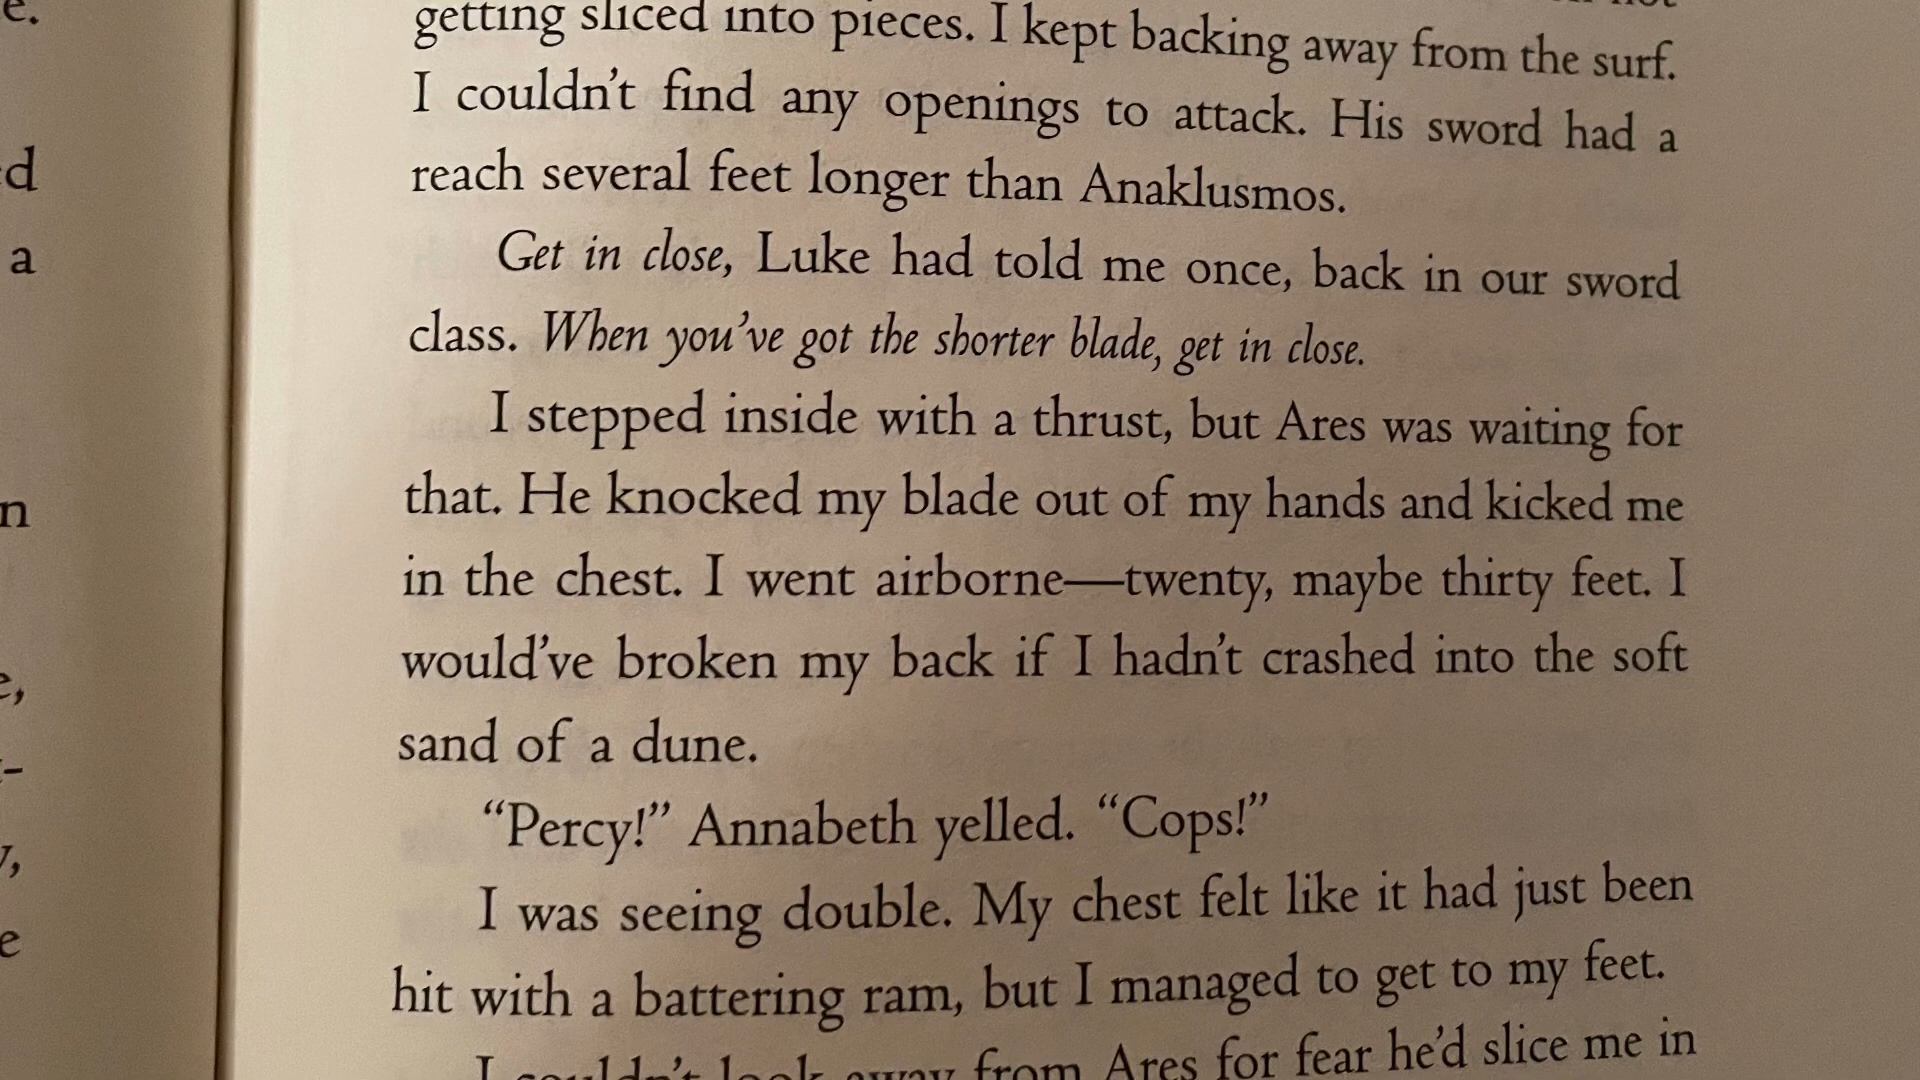 e.
d
a
n
e,
-
y,
e
not
getting sliced into pieces. I kept backing away from the surf.
I couldn’t find any openings to attack. His sword had a
reach several feet longer than Anaklusmos.
Get in close, Luke had told me once, back in our sword
class. When you’ve got the shorter blade, get in close.
I stepped inside with a thrust, but Ares was waiting for
that. He knocked my blade out of my hands and kicked me
in the chest. I went airborne—twenty, maybe thirty feet. I
would’ve broken my back if I hadn’t crashed into the soft
sand of a dune.
“Percy!” Annabeth yelled. “Cops!”
I was seeing double. My chest felt like it had just been
hit with a battering ram, but I managed to get to my feet.
I couldn’t look away from Ares for fear he’d slice me in